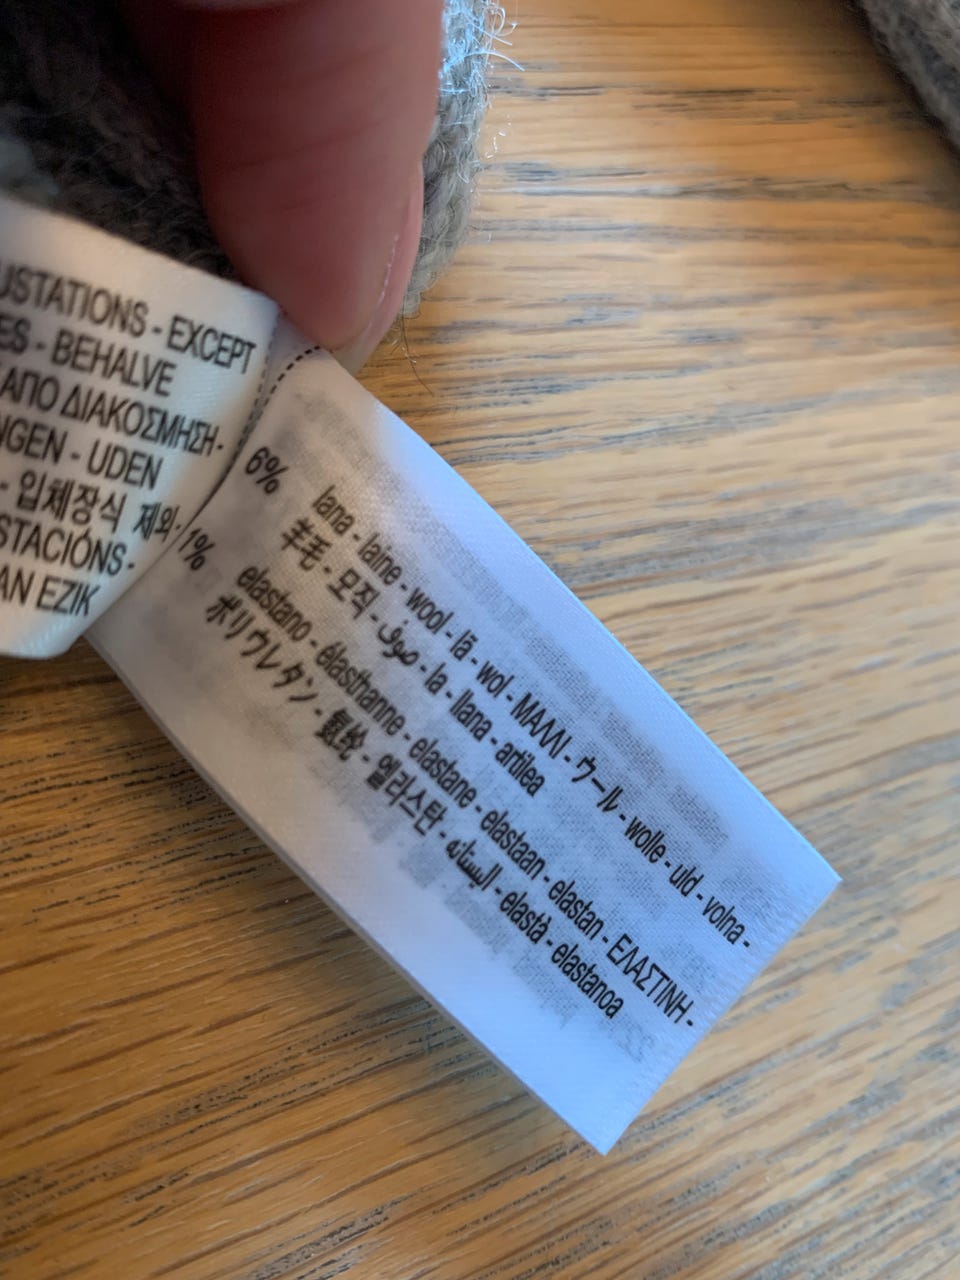 USTATIONS - EXCEPT
ES - BEHALVE
ΑΠΟ ΔΙΑΚΟΣΜΗΣΗ -
NGEN - UDEN
- 입체장식 제외 -
STACIÓNS -
AN EZIK
6% lana - laine - wool - lã - wol - ΜΑΛΛΙ - ウール - wolle - uld - volna -
羊毛 - 모직 - صوف - la - llana - artilea
1% elastano - élasthanne - elastane - elastaan - elastan - ΕΛΑΣΤΙΝΗ -
ポリウレタン - 氨纶 - 엘라스탄 - اليستانه - elastà - elastanoa